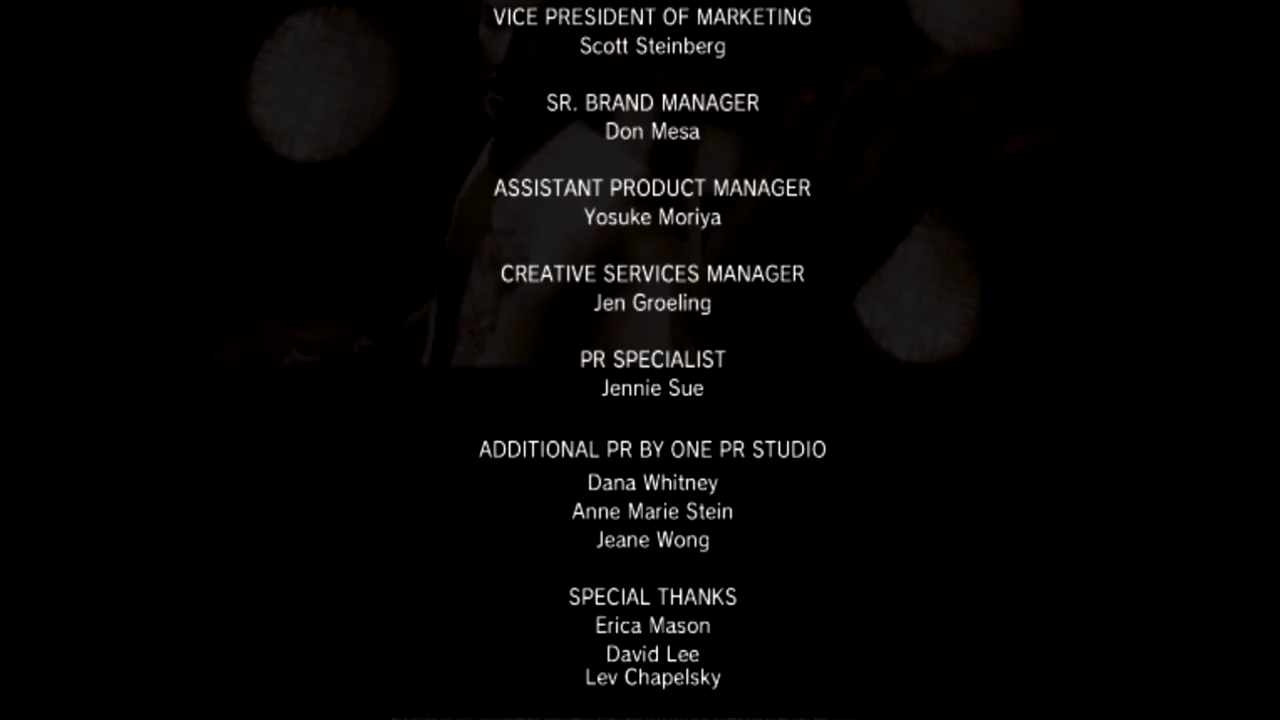 VICE PRESIDENT OF MARKETING
Scott Steinberg
SR. BRAND MANAGER
Don Mesa
ASSISTANT PRODUCT MANAGER
Yosuke Moriya
CREATIVE SERVICES MANAGER
Jen Groeling
PR SPECIALIST
Jennie Sue
ADDITIONAL PR BY ONE PR STUDIO
Dana Whitney
Anne Marie Stein
Jeane Wong
SPECIAL THANKS
Erica Mason
David Lee
Lev Chapelsky